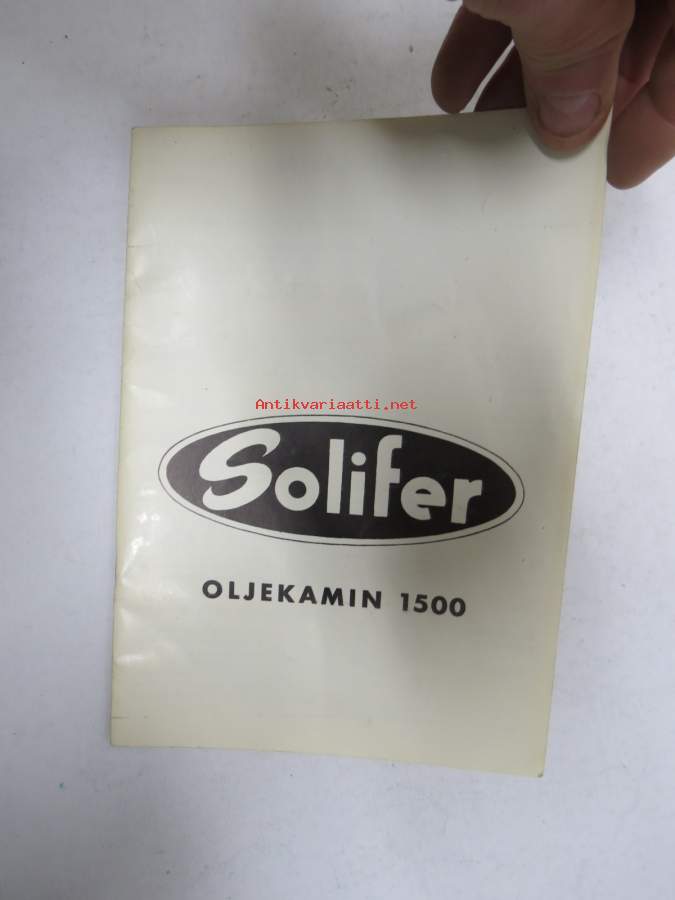 Antikvariaatti.net
Solifer
OLJEKAMIN 1500